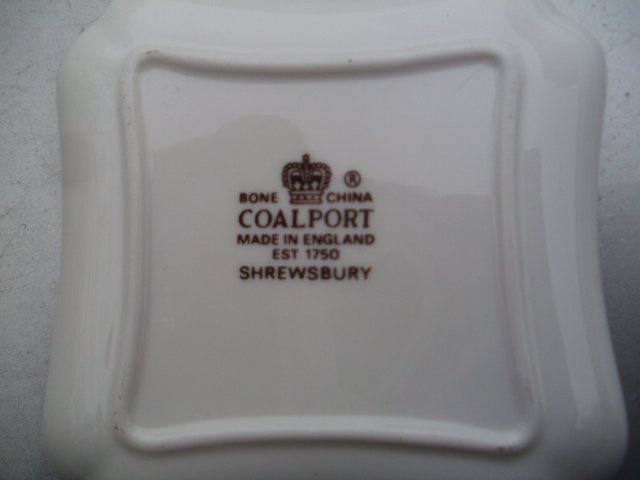 ®
BONE CHINA
COALPORT
MADE IN ENGLAND
EST 1750
SHREWSBURY